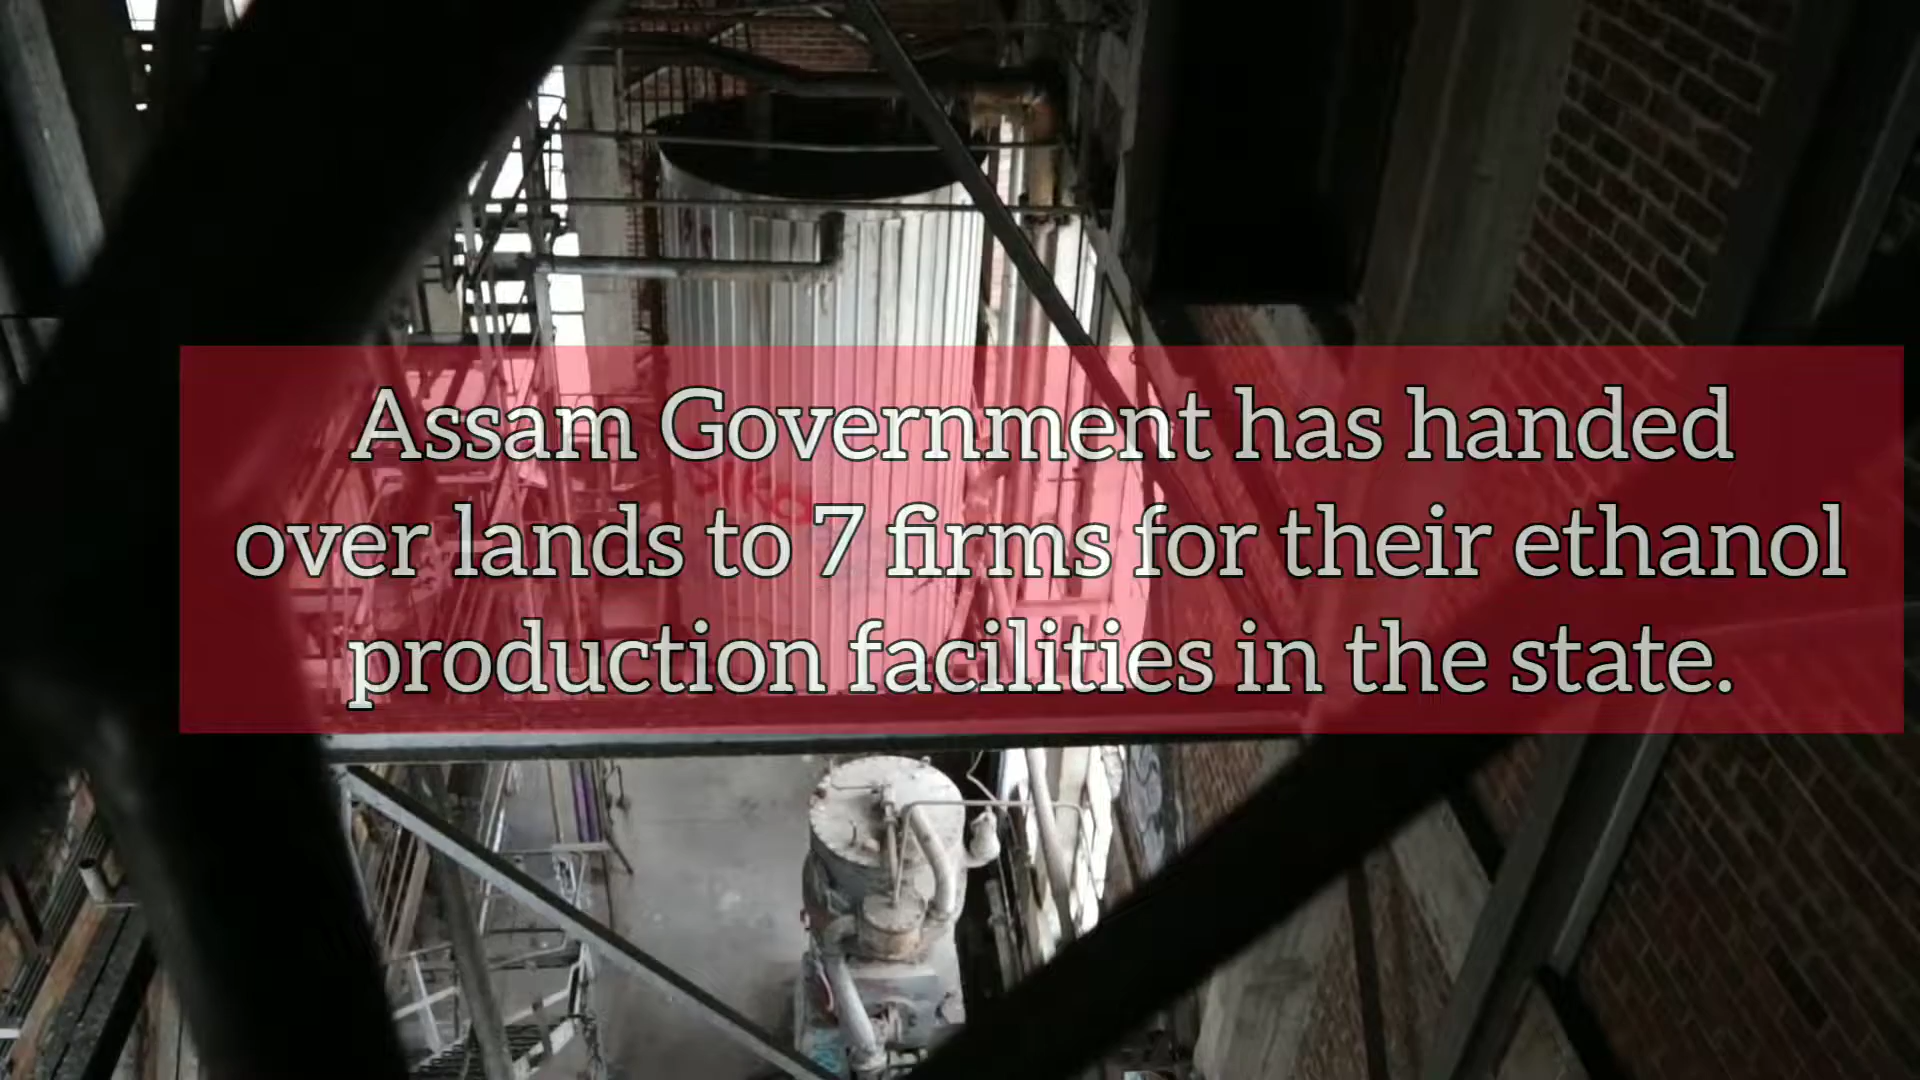 Assam Government has handed
over lands to 7 firms for their ethanol
production facilities in the state.